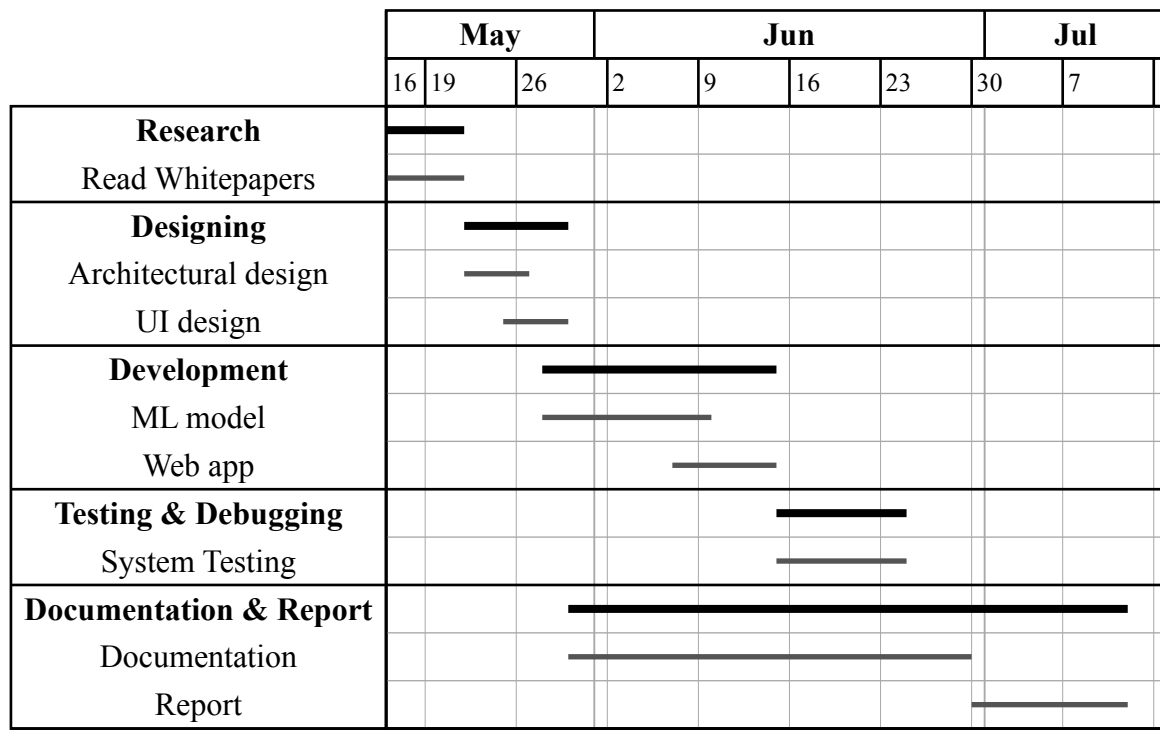 May Jun Jul
16 19 26 2 9 16 23 30 7
Research
Read Whitepapers
Designing
Architectural design
UI design
Development
ML model
Web app
Testing & Debugging
System Testing
Documentation & Report
Documentation
Report